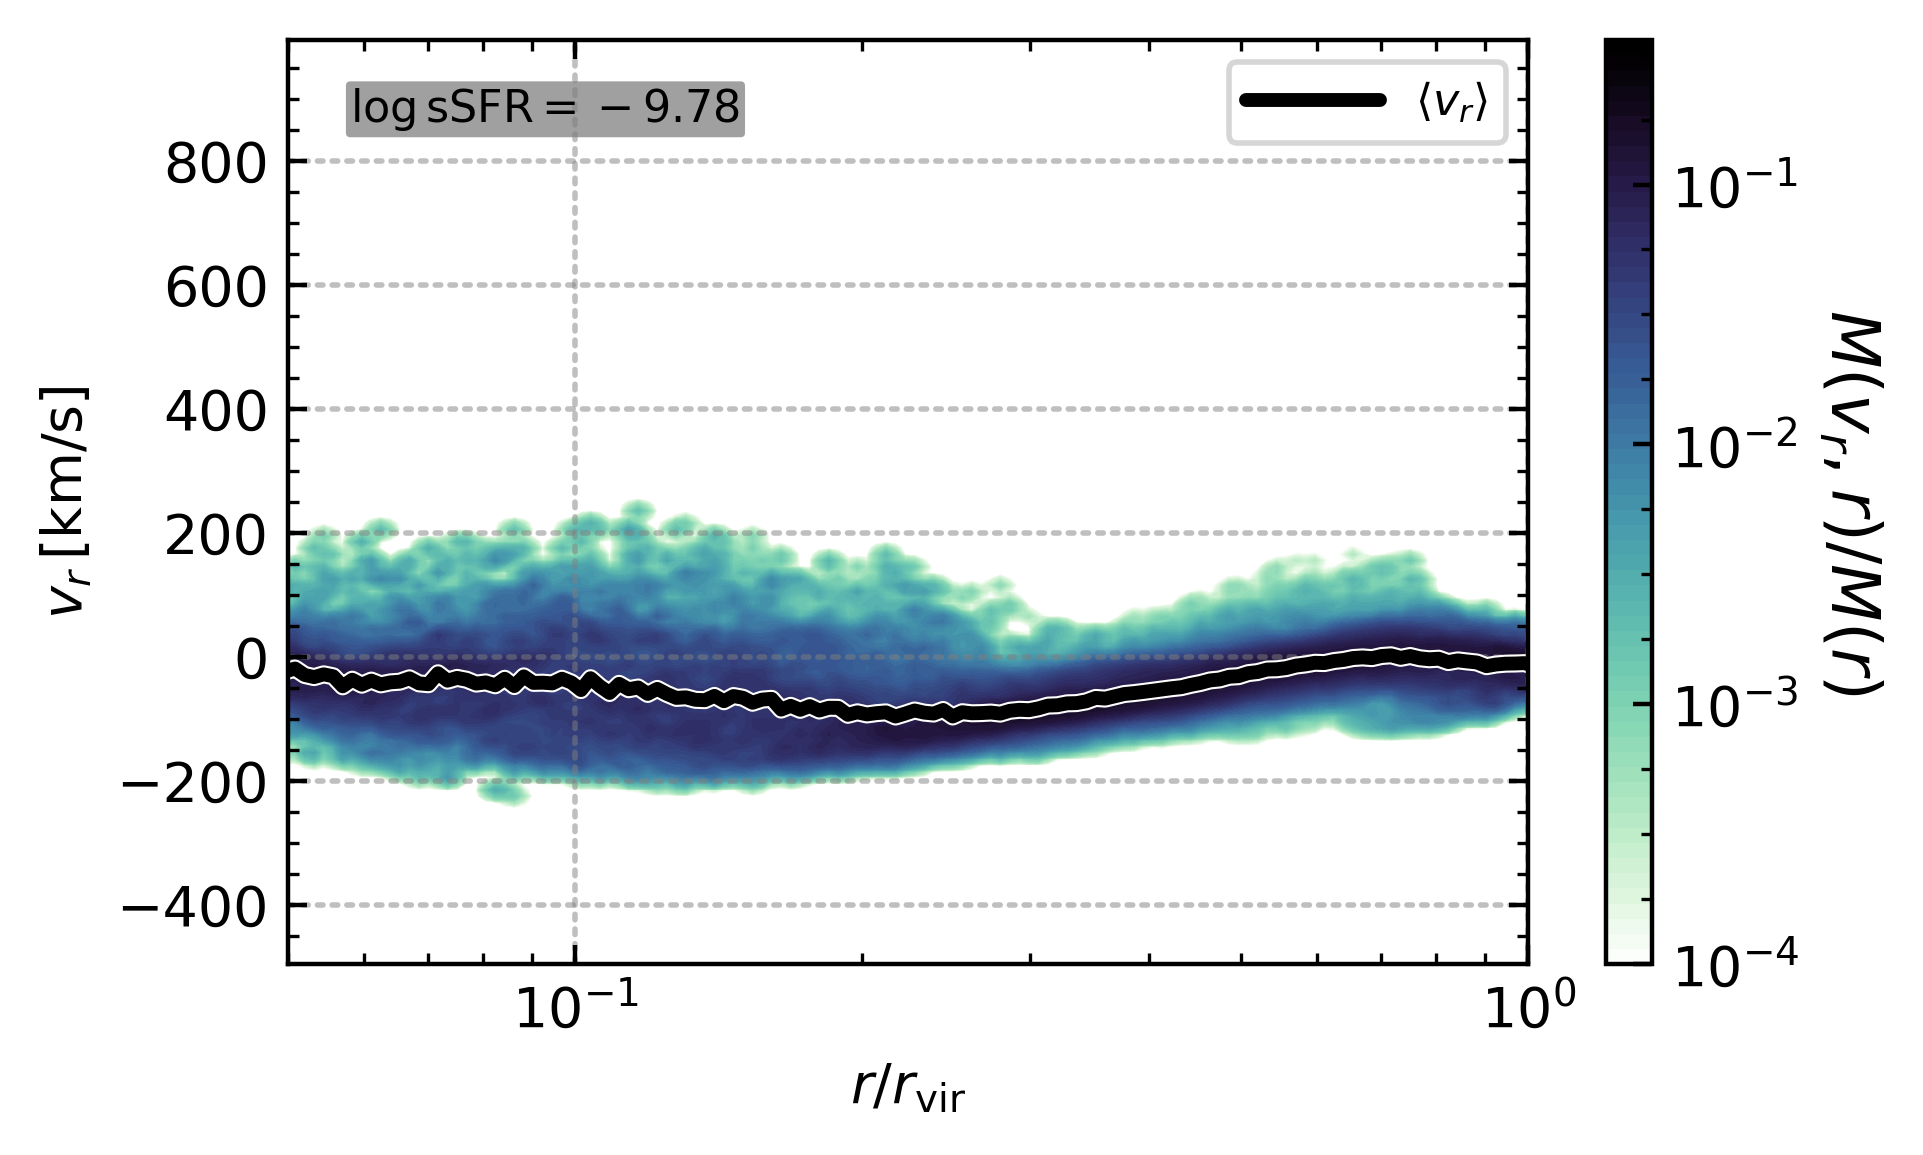 log sSFR = −9.78
⟨v_r⟩
800
600
400
200
0
−200
−400
v_r [km/s]
10^−1
10^0
r/r_vir
10^−1
10^−2
10^−3
10^−4
M(v_r, r)/M(r)